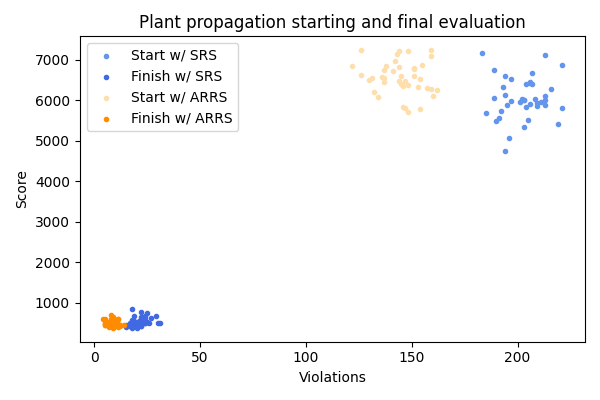 Plant propagation starting and final evaluation
Start w/ SRS
Finish w/ SRS
Start w/ ARRS
Finish w/ ARRS
Score
7000
6000
5000
4000
3000
2000
1000
0
50
100
150
200
Violations